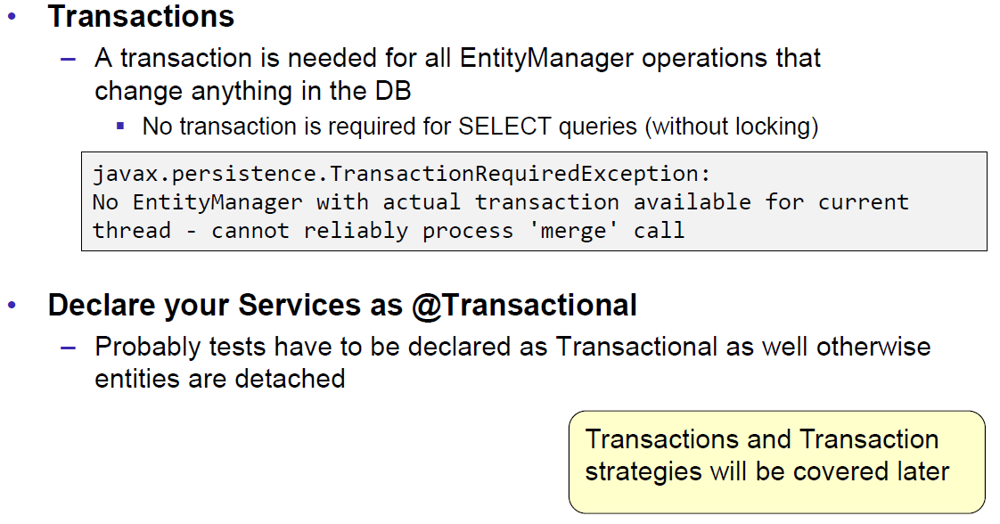 • Transactions
– A transaction is needed for all EntityManager operations that
change anything in the DB
▪ No transaction is required for SELECT queries (without locking)
javax.persistence.TransactionRequiredException:
No EntityManager with actual transaction available for current
thread - cannot reliably process 'merge' call
• Declare your Services as @Transactional
– Probably tests have to be declared as Transactional as well otherwise
entities are detached
Transactions and Transaction
strategies will be covered later